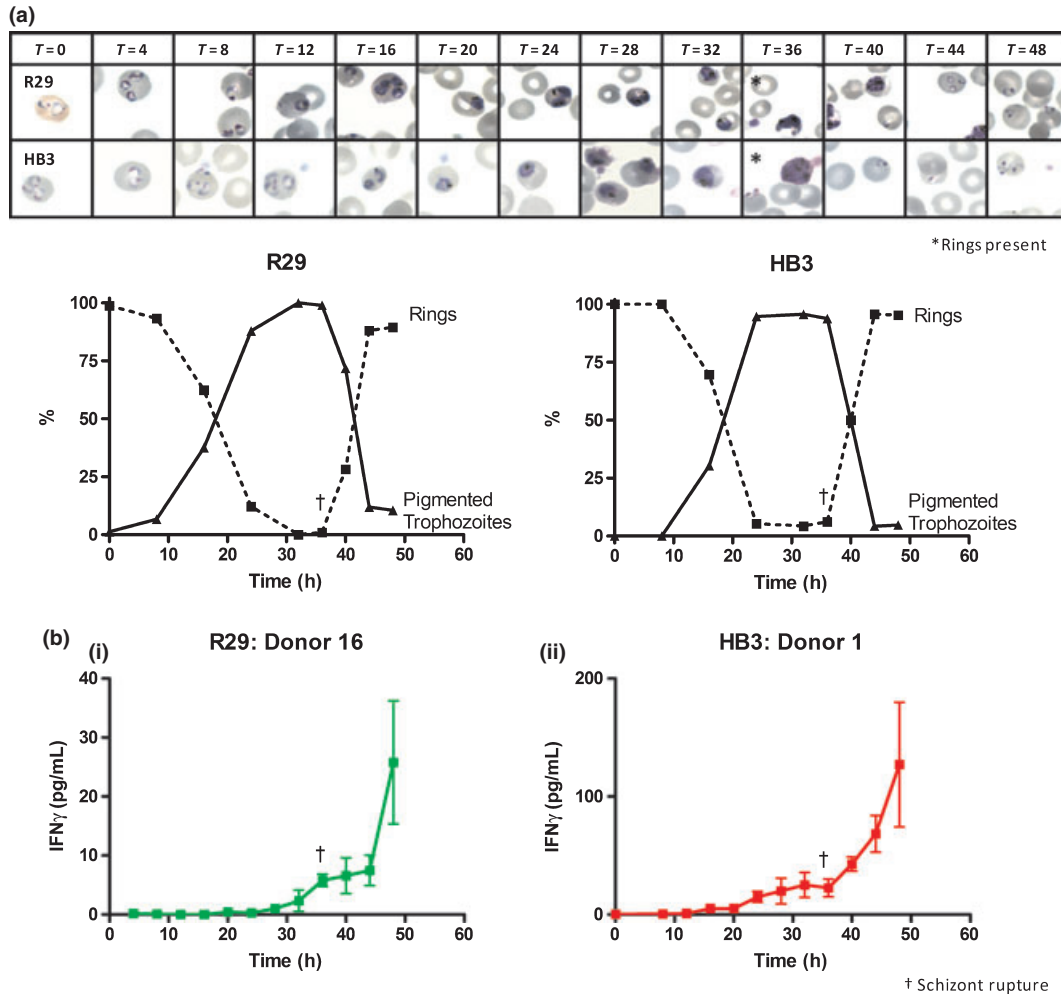 (a)
T = 0 T = 4 T = 8 T = 12 T = 16 T = 20 T = 24 T = 28 T = 32 T = 36 T = 40 T = 44 T = 48
R29 *
HB3 *
*Rings present
R29
%
100
75
50
25
0
0 10 20 30 40 50 60
Time (h)
Rings
†
Pigmented
Trophozoites
HB3
%
100
75
50
25
0
0 10 20 30 40 50 60
Time (h)
Rings
†
Pigmented
Trophozoites
(b)
(i)
R29: Donor 16
IFNγ (pg/mL)
40
30
20
10
0
0 10 20 30 40 50 60
Time (h)
†
(ii)
HB3: Donor 1
IFNγ (pg/mL)
200
100
0
0 10 20 30 40 50 60
Time (h)
†
† Schizont rupture